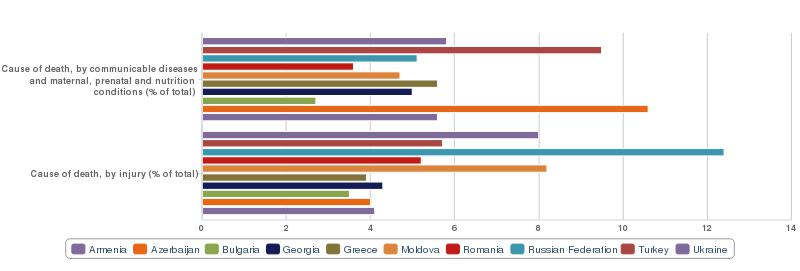 Cause of death, by communicable diseases
and maternal, prenatal and nutrition
conditions (% of total)
Cause of death, by injury (% of total)
0 2 4 6 8 10 12 14
Armenia Azerbaijan Bulgaria Georgia Greece Moldova Romania Russian Federation Turkey Ukraine